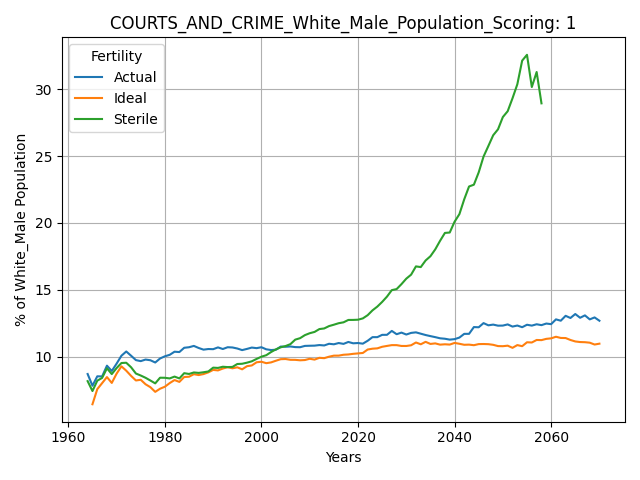 COURTS_AND_CRIME_White_Male_Population_Scoring: 1
Fertility
Actual
Ideal
Sterile
% of White_Male Population
30
25
20
15
10
1960
1980
2000
2020
2040
2060
Years